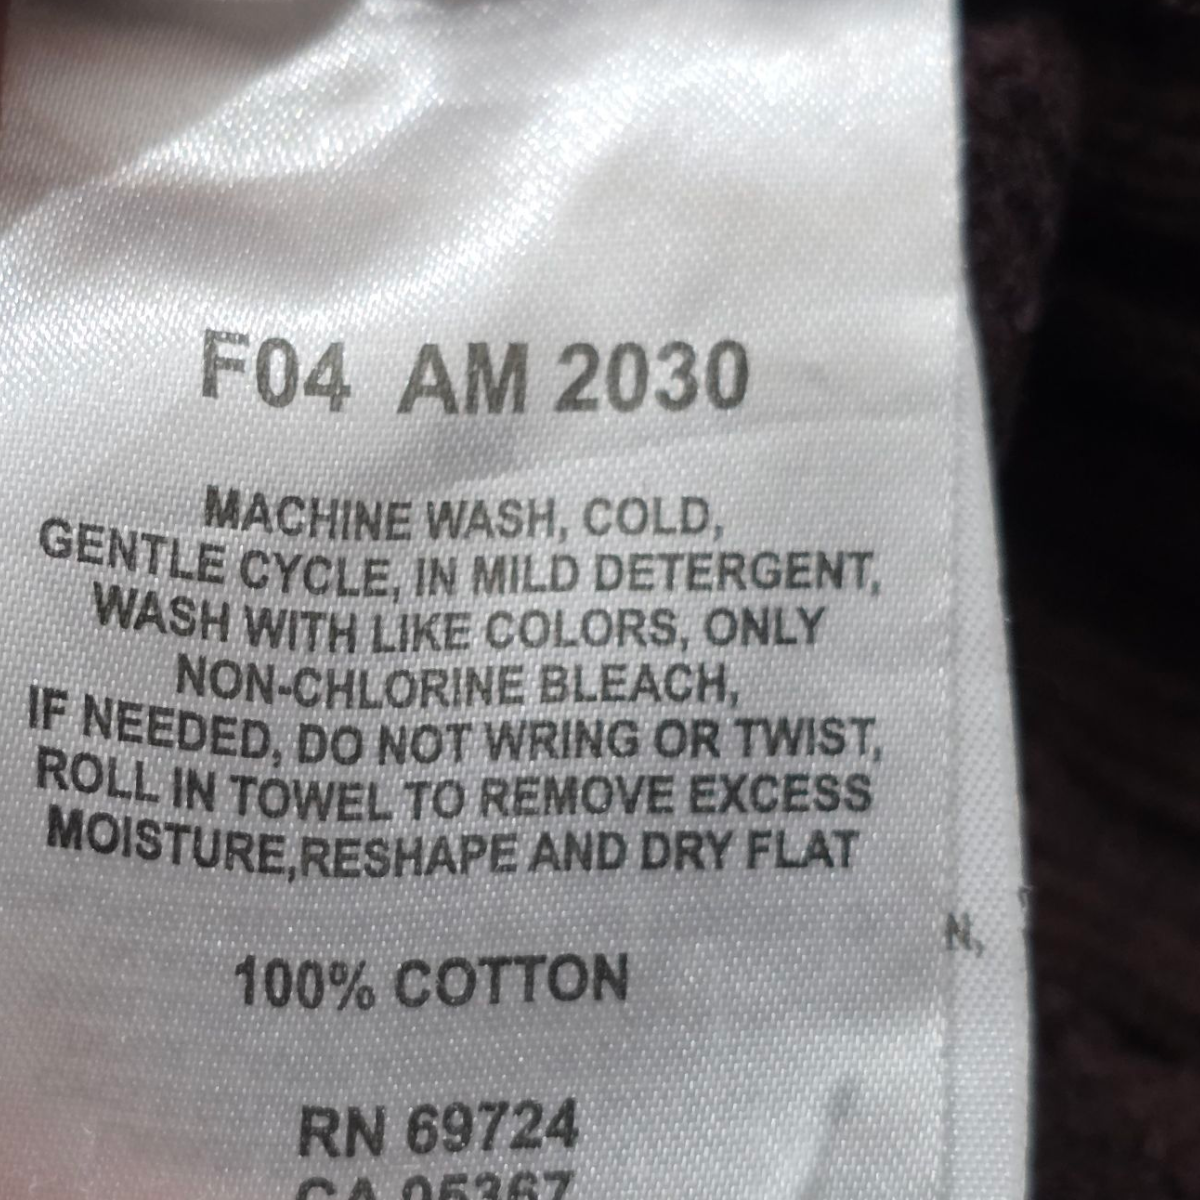 F04 AM 2030
MACHINE WASH, COLD,
GENTLE CYCLE, IN MILD DETERGENT,
WASH WITH LIKE COLORS, ONLY
NON-CHLORINE BLEACH,
IF NEEDED, DO NOT WRING OR TWIST,
ROLL IN TOWEL TO REMOVE EXCESS
MOISTURE,RESHAPE AND DRY FLAT
N,
100% COTTON
RN 69724
CA 05367